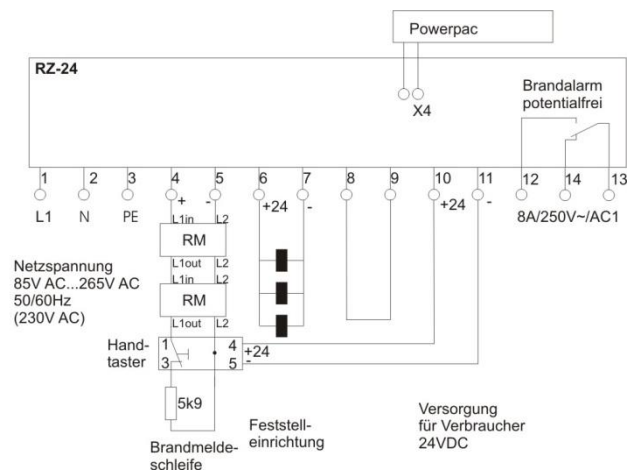 Powerpac
RZ-24
X4
Brandalarm
potentialfrei
1 2 3 4 5 6 7 8 9 10 11 12 14 13
L1 N PE + - +24 - +24 - 8A/250V~/AC1
L1in L2
RM
L1out L2
L1in L2
RM
L1out L2
Netzspannung
85V AC...265V AC
50/60Hz
(230V AC)
Hand-
taster
1 4 +24
3 5 -
5k9
Brandmelde-
schleife
Feststell-
einrichtung
Versorgung
für Verbraucher
24VDC